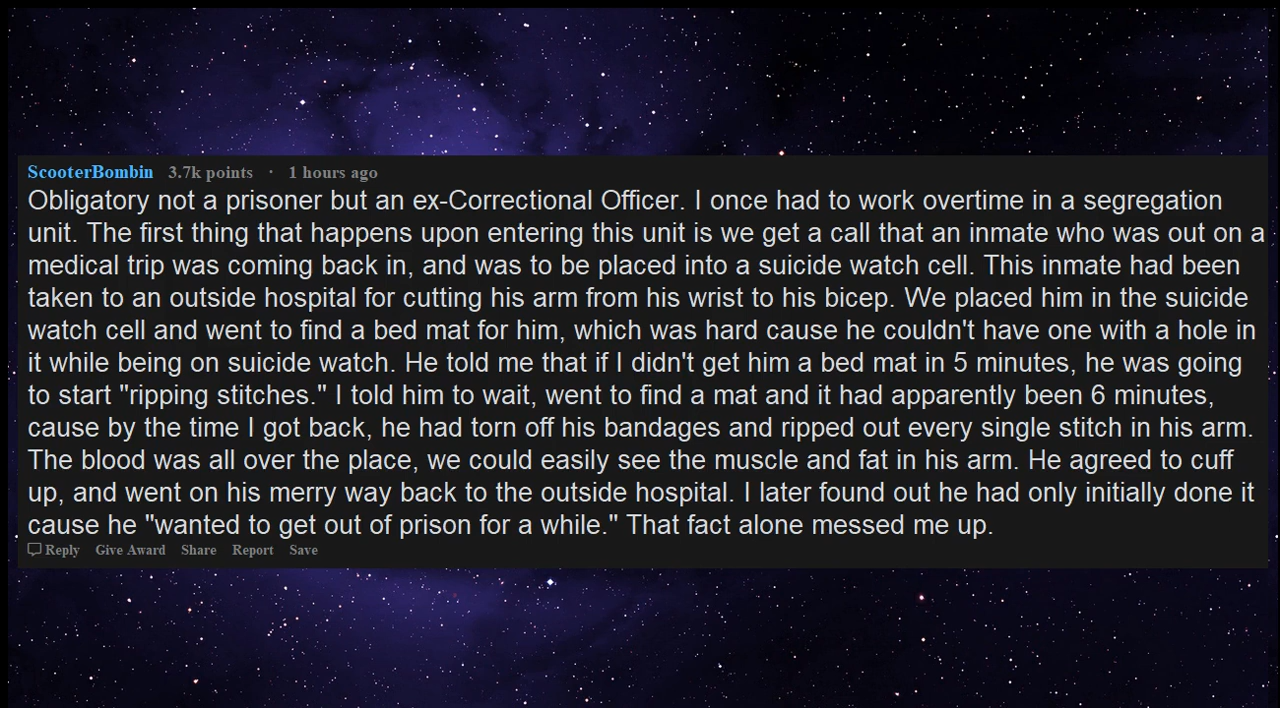 ScooterBombin 3.7k points · 1 hours ago
Obligatory not a prisoner but an ex-Correctional Officer. I once had to work overtime in a segregation
unit. The first thing that happens upon entering this unit is we get a call that an inmate who was out on a
medical trip was coming back in, and was to be placed into a suicide watch cell. This inmate had been
taken to an outside hospital for cutting his arm from his wrist to his bicep. We placed him in the suicide
watch cell and went to find a bed mat for him, which was hard cause he couldn't have one with a hole in
it while being on suicide watch. He told me that if I didn't get him a bed mat in 5 minutes, he was going
to start "ripping stitches." I told him to wait, went to find a mat and it had apparently been 6 minutes,
cause by the time I got back, he had torn off his bandages and ripped out every single stitch in his arm.
The blood was all over the place, we could easily see the muscle and fat in his arm. He agreed to cuff
up, and went on his merry way back to the outside hospital. I later found out he had only initially done it
cause he "wanted to get out of prison for a while." That fact alone messed me up.
Reply Give Award Share Report Save